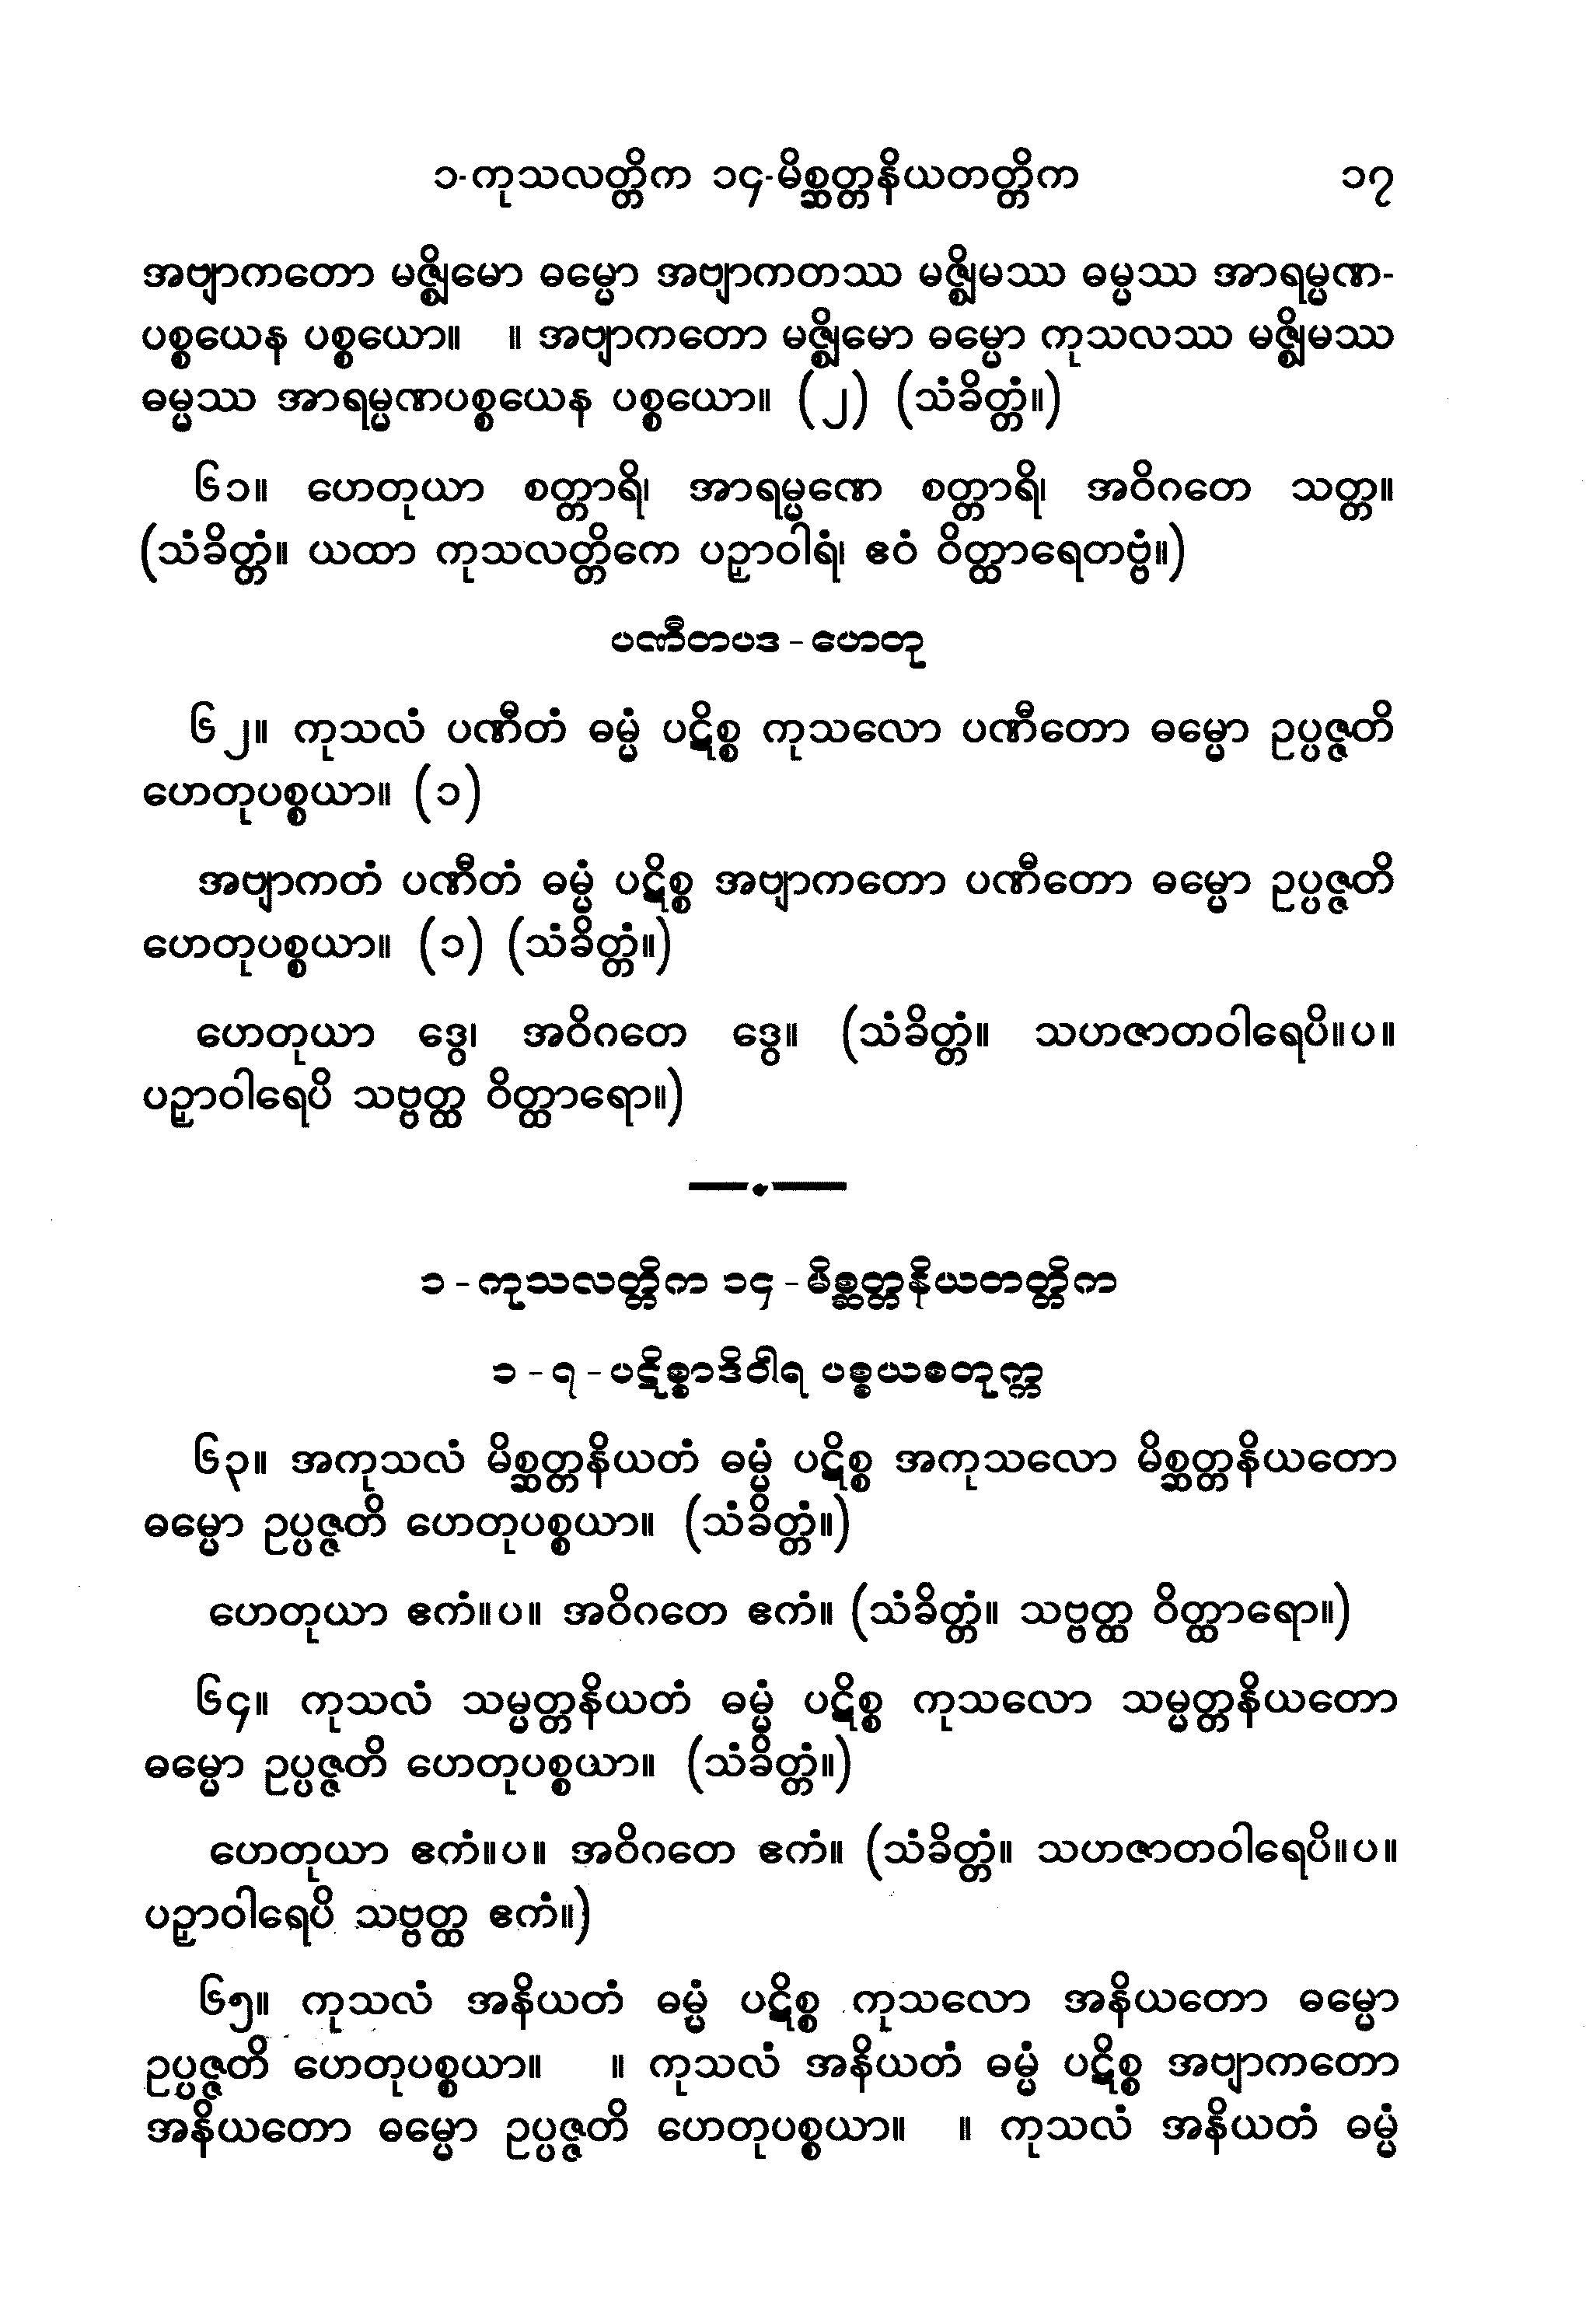 ၁-ကုသလတ္တိက ၁၄-မိစ္ဆတ္တနိယတတ္တိက ၁၇
အဗျာကတော မဇ္ဈိမော ဓမ္မော အဗျာကတဿ မဇ္ဈိမဿ ဓမ္မဿ အာရမ္မဏ-
ပစ္စယေန ပစ္စယော။ ။ အဗျာကတော မဇ္ဈိမော ဓမ္မော ကုသလဿ မဇ္ဈိမဿ
ဓမ္မဿ အာရမ္မဏပစ္စယေန ပစ္စယော။ (၂) (သံခိတ္တံ။)
၆၁။ ဟေတုယာ စတ္တာရိ၊ အာရမ္မဏေ စတ္တာရိ၊ အဝိဂတေ သတ္တ။
(သံခိတ္တံ။ ယထာ ကုသလတ္တိကေ ပဉှာဝါရံ၊ ဧဝံ ဝိတ္ထာရေတဗ္ဗံ။)
ပဏီတပဒ - ဟေတု
၆၂။ ကုသလံ ပဏီတံ ဓမ္မံ ပဋိစ္စ ကုသလော ပဏီတော ဓမ္မော ဥပ္ပဇ္ဇတိ
ဟေတုပစ္စယာ။ (၁)
အဗျာကတံ ပဏီတံ ဓမ္မံ ပဋိစ္စ အဗျာကတော ပဏီတော ဓမ္မော ဥပ္ပဇ္ဇတိ
ဟေတုပစ္စယာ။ (၁) (သံခိတ္တံ။)
ဟေတုယာ ဒွေ၊ အဝိဂတေ ဒွေ။ (သံခိတ္တံ။ သဟဇာတဝါရေပိ။ပ။
ပဉှာဝါရေပိ သဗ္ဗတ္ထ ဝိတ္ထာရော။)
၁ - ကုသလတ္တိက ၁၄ - မိစ္ဆတ္တနိယတတ္တိက
၁ - ၇ - ပဋိစ္စာဒိဝါရ ပစ္စယစတုက္က
၆၃။ အကုသလံ မိစ္ဆတ္တနိယတံ ဓမ္မံ ပဋိစ္စ အကုသလော မိစ္ဆတ္တနိယတော
ဓမ္မော ဥပ္ပဇ္ဇတိ ဟေတုပစ္စယာ။ (သံခိတ္တံ။)
ဟေတုယာ ဧကံ။ပ။ အဝိဂတေ ဧကံ။ (သံခိတ္တံ။ သဗ္ဗတ္ထ ဝိတ္ထာရော။)
၆၄။ ကုသလံ သမ္မတ္တနိယတံ ဓမ္မံ ပဋိစ္စ ကုသလော သမ္မတ္တနိယတော
ဓမ္မော ဥပ္ပဇ္ဇတိ ဟေတုပစ္စယာ။ (သံခိတ္တံ။)
ဟေတုယာ ဧကံ။ပ။ အဝိဂတေ ဧကံ။ (သံခိတ္တံ။ သဟဇာတဝါရေပိ။ပ။
ပဉှာဝါရေပိ သဗ္ဗတ္ထ ဧကံ။)
၆၅။ ကုသလံ အနိယတံ ဓမ္မံ ပဋိစ္စ ကုသလော အနိယတော ဓမ္မော
ဥပ္ပဇ္ဇတိ ဟေတုပစ္စယာ။ ။ ကုသလံ အနိယတံ ဓမ္မံ ပဋိစ္စ အဗျာကတော
အနိယတော ဓမ္မော ဥပ္ပဇ္ဇတိ ဟေတုပစ္စယာ။ ။ ကုသလံ အနိယတံ ဓမ္မံ